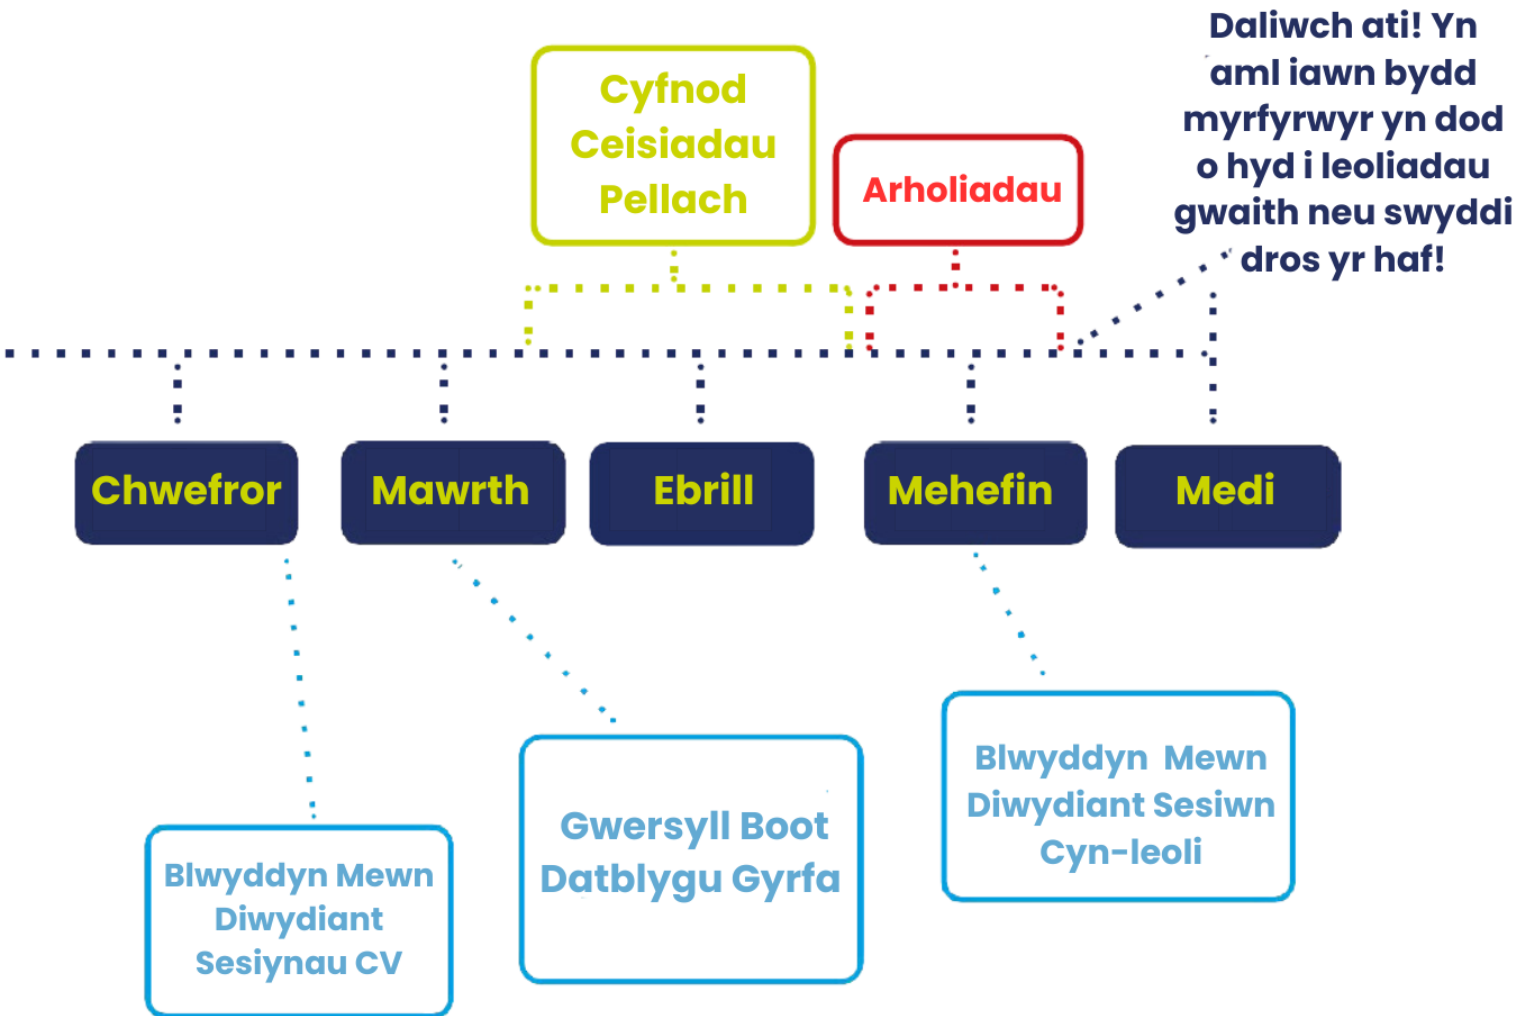 Daliwch ati! Yn
aml iawn bydd
myrfyrwyr yn dod
o hyd i leoliadau
gwaith neu swyddi
dros yr haf!
Cyfnod
Ceisiadau
Pellach
Arholiadau
Chwefror
Mawrth
Ebrill
Mehefin
Medi
Blwyddyn Mewn
Diwydiant
Sesiynau CV
Gwersyll Boot
Datblygu Gyrfa
Blwyddyn Mewn
Diwydiant Sesiwn
Cyn-leoli